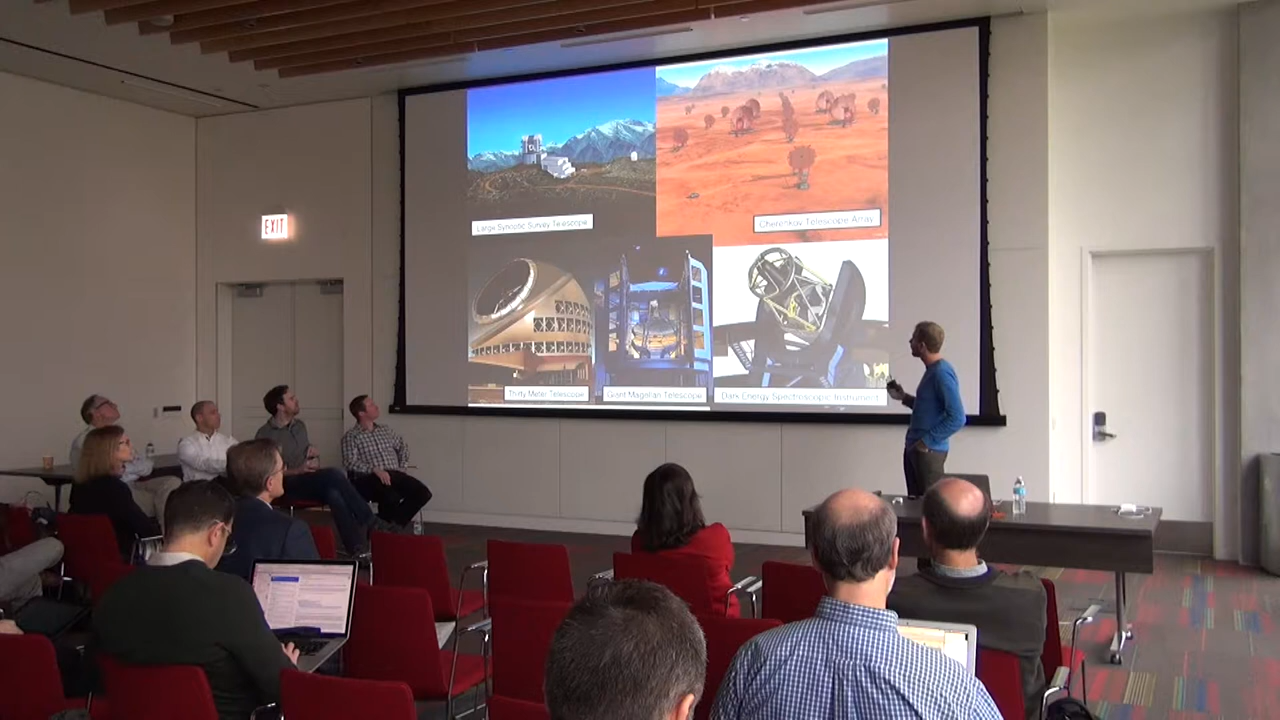 EXIT
Large Synoptic Survey Telescope
Cherenkov Telescope Array
Thirty Meter Telescope
Giant Magellan Telescope
Dark Energy Spectroscopic Instrument